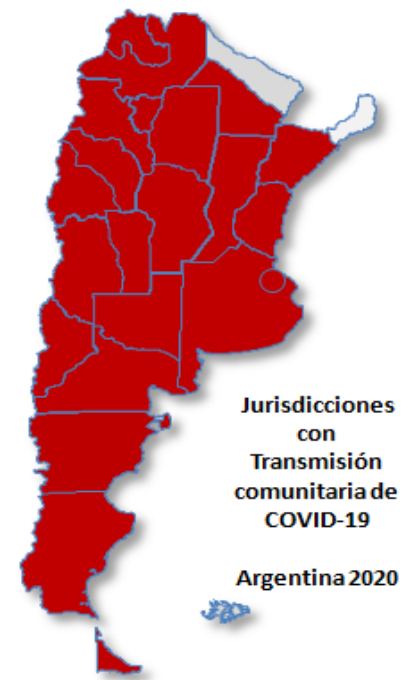 Jurisdicciones
con
Transmisión
comunitaria de
COVID-19
Argentina 2020